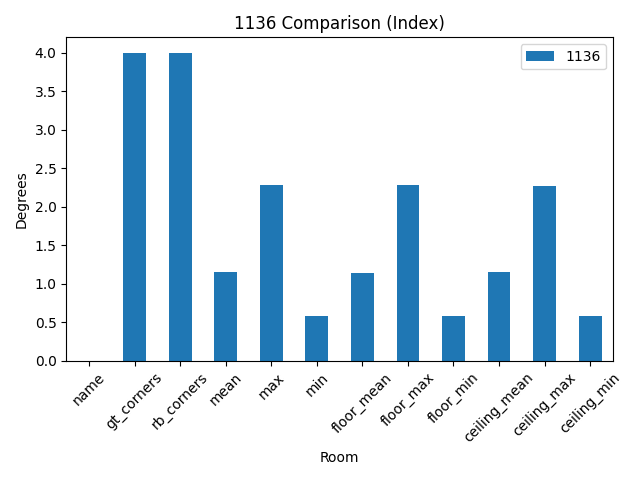 1136 Comparison (Index)
1136
Degrees
4.0
3.5
3.0
2.5
2.0
1.5
1.0
0.5
0.0
name
gt_corners
rb_corners
mean
max
min
floor_mean
floor_max
floor_min
ceiling_mean
ceiling_max
ceiling_min
Room